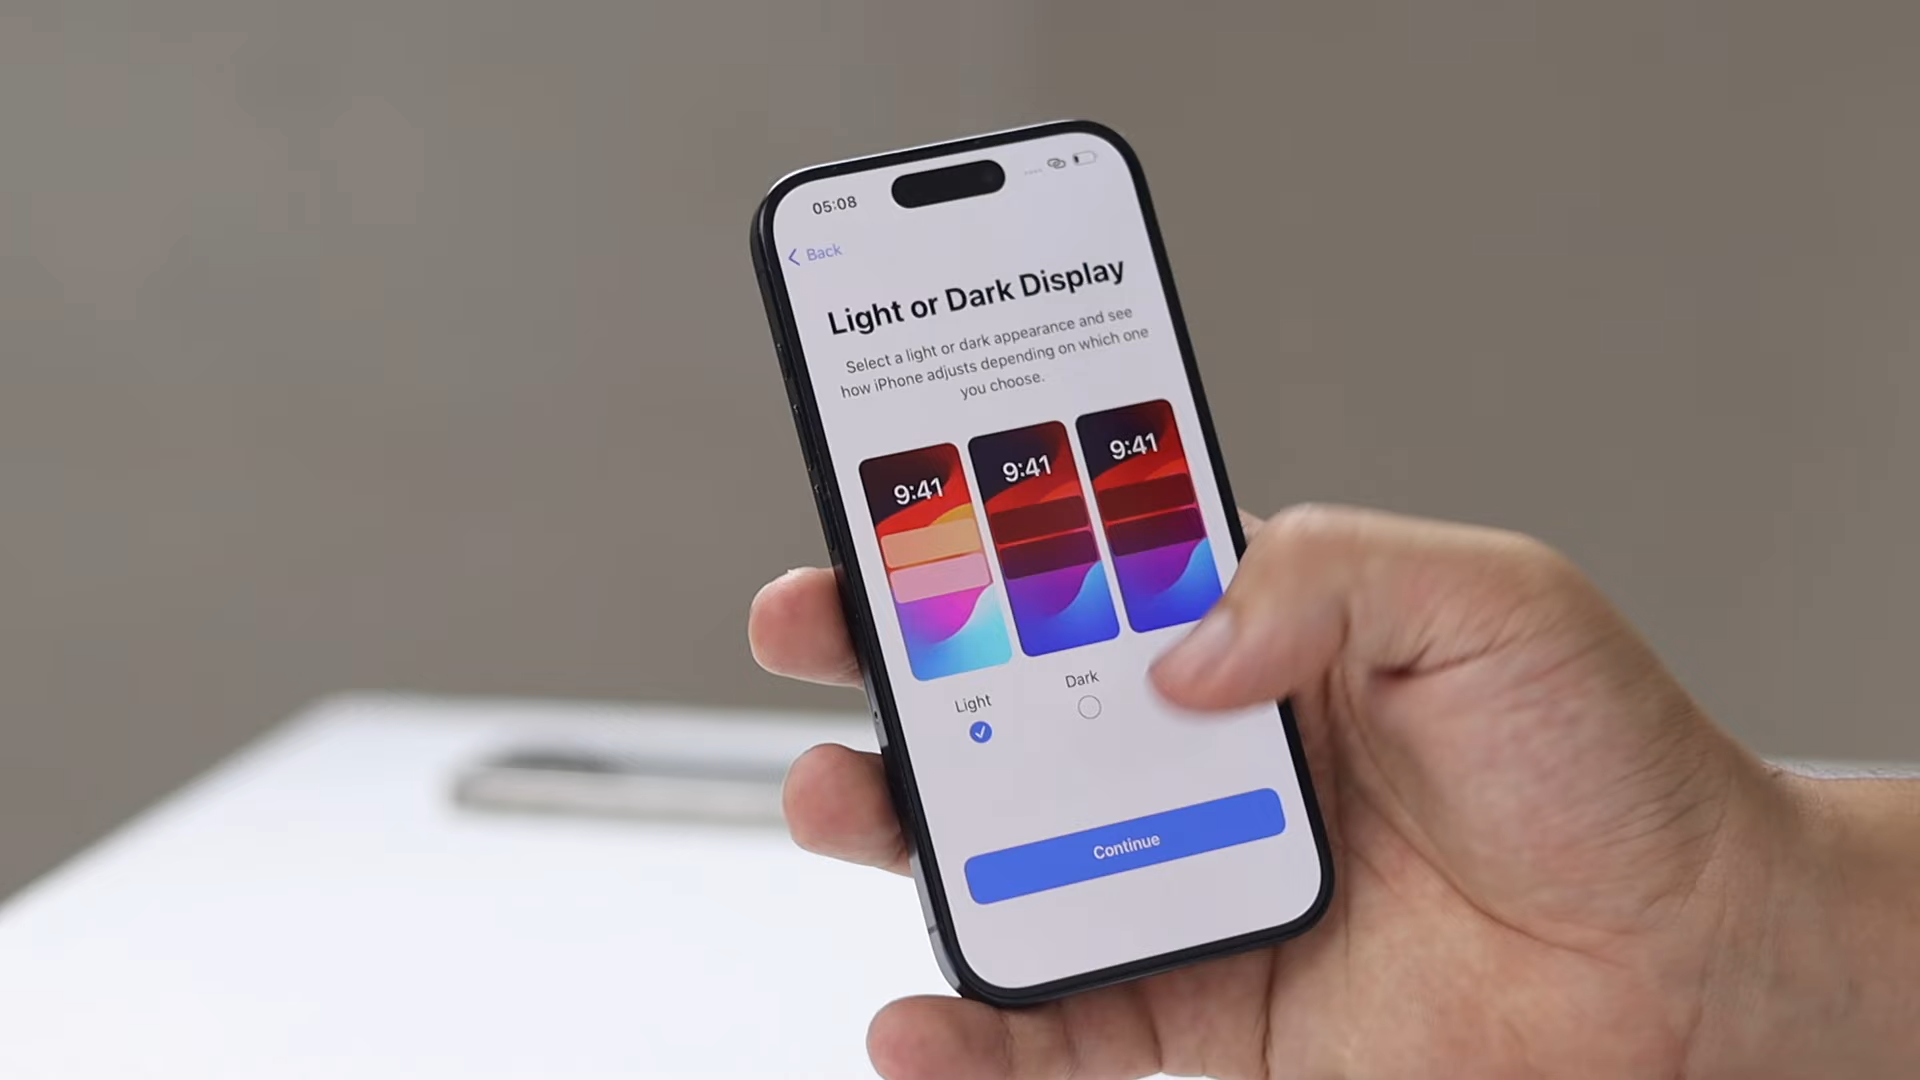 05:08
Back
Light or Dark Display
Select a light or dark appearance and see
how iPhone adjusts depending on which one
you choose.
9:41
9:41
9:41
Light
Dark
Continue